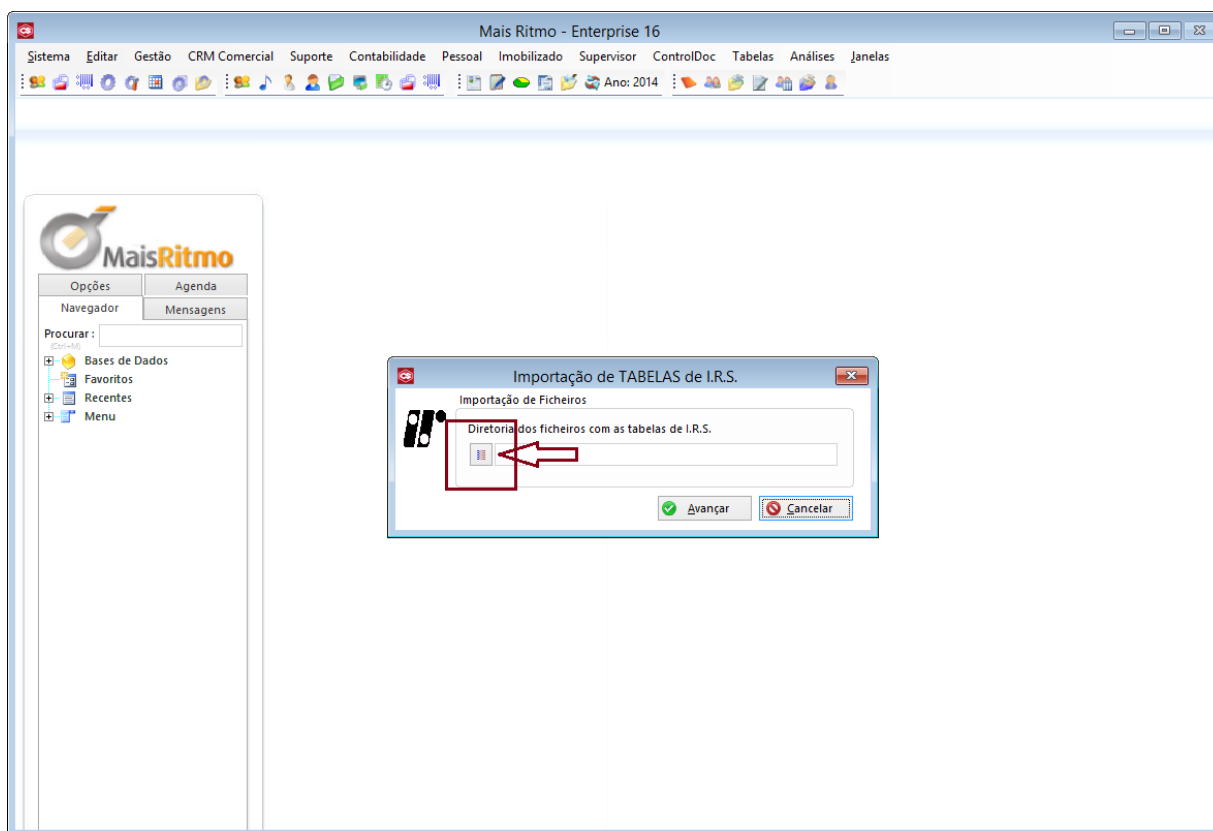 Mais Ritmo - Enterprise 16
Sistema Editar Gestão CRM Comercial Suporte Contabilidade Pessoal Imobilizado Supervisor ControlDoc Tabelas Análises Janelas
Ano: 2014
MaisRitmo
Opções Agenda
Navegador Mensagens
Procurar :
(Ctrl+M)
Bases de Dados
Favoritos
Recentes
Menu
CS Importação de TABELAS de I.R.S.
Importação de Ficheiros
Diretoria dos ficheiros com as tabelas de I.R.S.
Avançar Cancelar